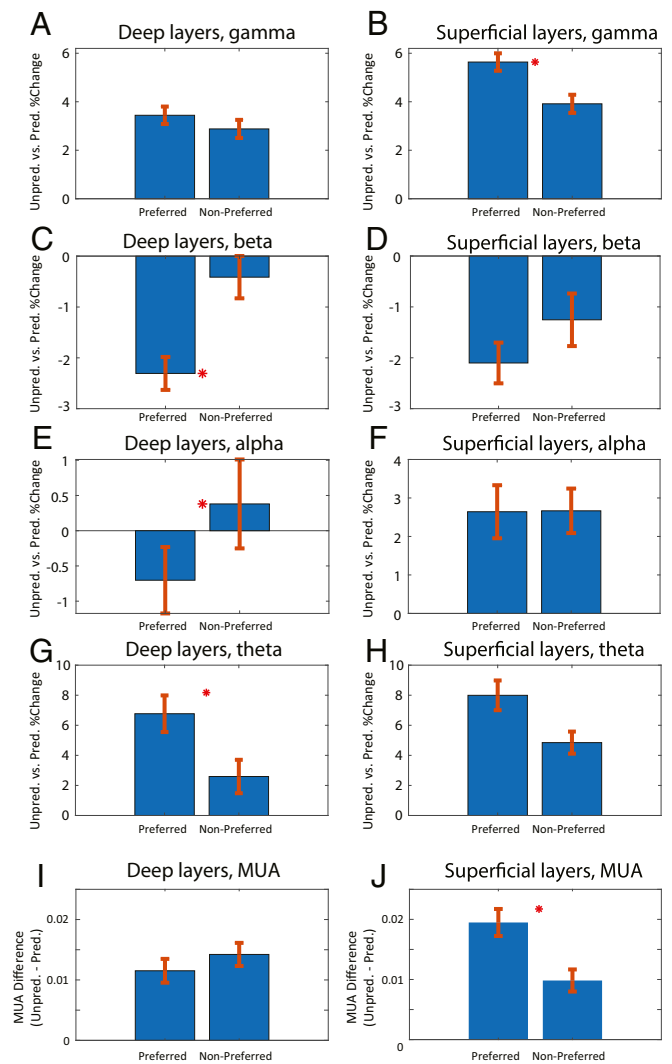 A
Deep layers, gamma
Unpred. vs. Pred. %Change
6
4
2
0
Preferred
Non-Preferred
B
Superficial layers, gamma
Unpred. vs. Pred. %Change
6
4
2
0
*
Preferred
Non-Preferred
C
Deep layers, beta
Unpred. vs. Pred. %Change
0
-1
-2
-3
*
Preferred
Non-Preferred
D
Superficial layers, beta
Unpred. vs. Pred. %Change
0
-1
-2
-3
Preferred
Non-Preferred
E
Deep layers, alpha
Unpred. vs. Pred. %Change
1
0.5
0
-0.5
-1
*
Preferred
Non-Preferred
F
Superficial layers, alpha
Unpred. vs. Pred. %Change
4
3
2
1
0
Preferred
Non-Preferred
G
Deep layers, theta
Unpred. vs. Pred. %Change
10
8
6
4
2
0
*
Preferred
Non-Preferred
H
Superficial layers, theta
Unpred. vs. Pred. %Change
10
8
6
4
2
0
Preferred
Non-Preferred
I
Deep layers, MUA
MUA Difference
(Unpred. - Pred.)
0.02
0.01
0
Preferred
Non-Preferred
J
Superficial layers, MUA
MUA Difference
(Unpred. - Pred.)
0.02
0.01
0
*
Preferred
Non-Preferred